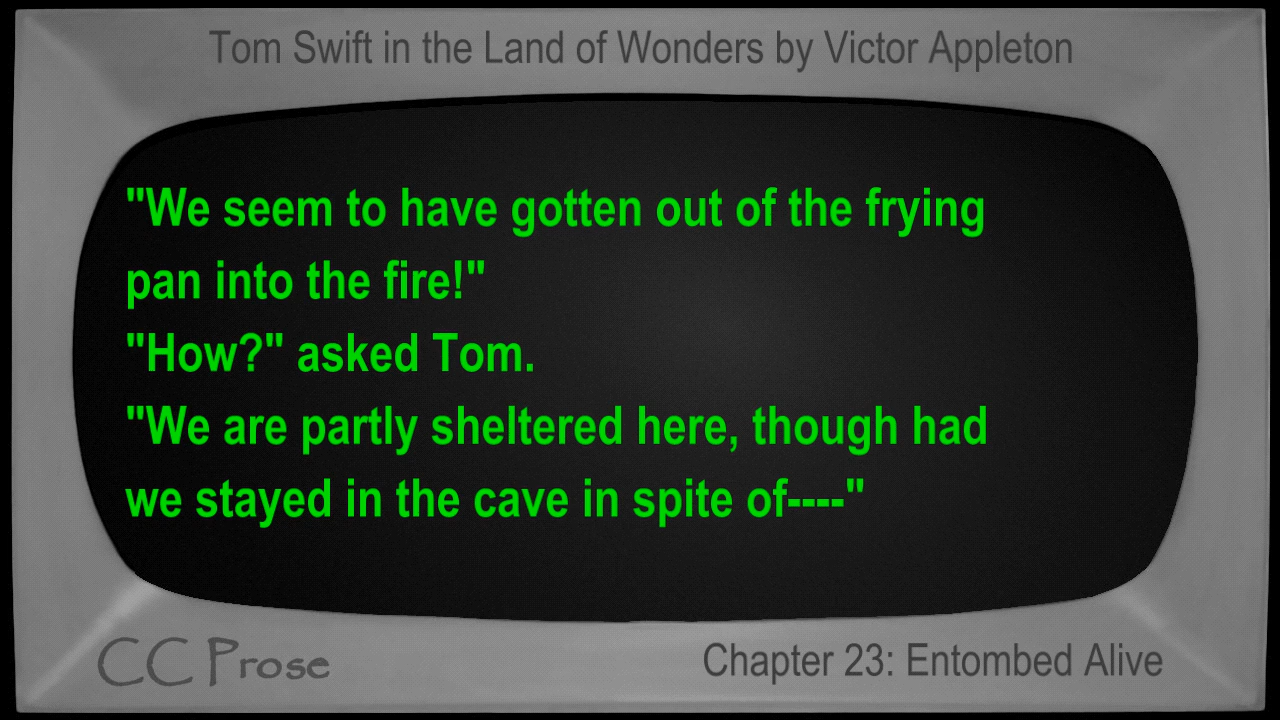 Tom Swift in the Land of Wonders by Victor Appleton
"We seem to have gotten out of the frying
pan into the fire!"
"How?" asked Tom.
"We are partly sheltered here, though had
we stayed in the cave in spite of----"
CC Prose
Chapter 23: Entombed Alive